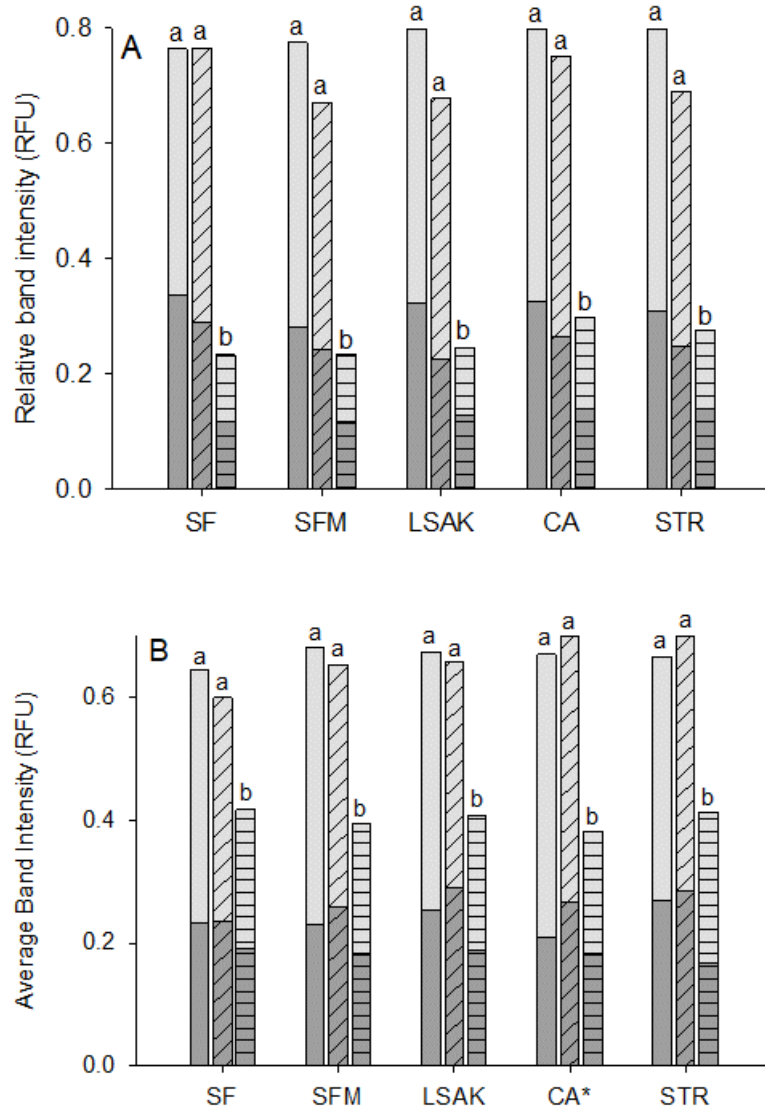 A
Relative band intensity (RFU)
0.8
0.6
0.4
0.2
0.0
a a b
a a b
a a b
a a b
a a b
SF SFM LSAK CA STR
B
Average Band Intensity (RFU)
0.6
0.4
0.2
0.0
a a b
a a b
a a b
a a b
a a b
SF SFM LSAK CA* STR